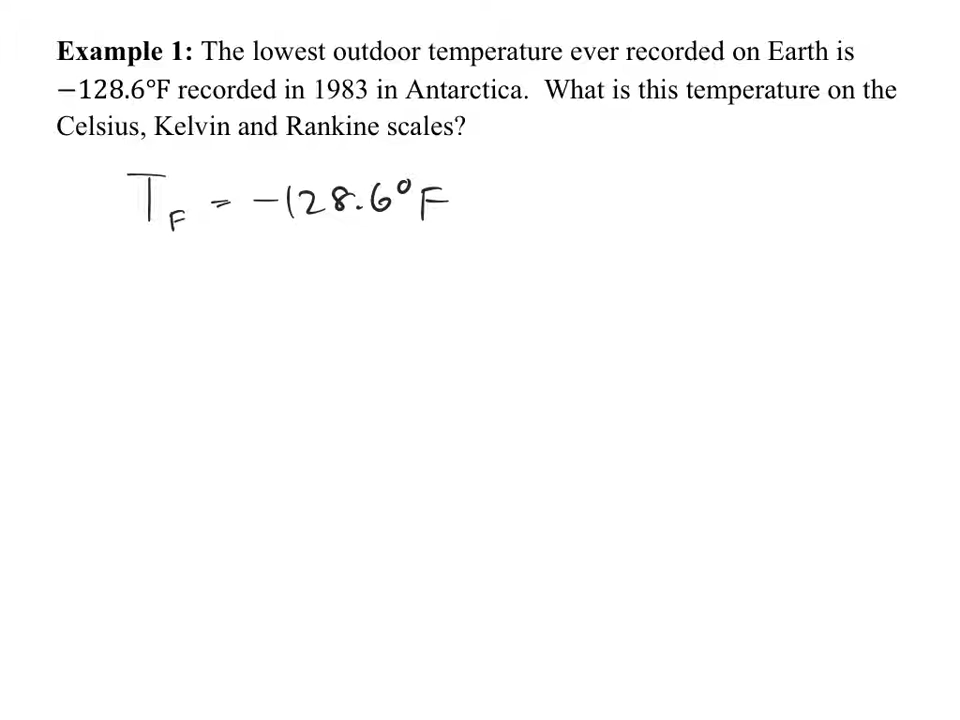 Example 1: The lowest outdoor temperature ever recorded on Earth is
−128.6°F recorded in 1983 in Antarctica. What is this temperature on the
Celsius, Kelvin and Rankine scales?
T_F = -128.6°F